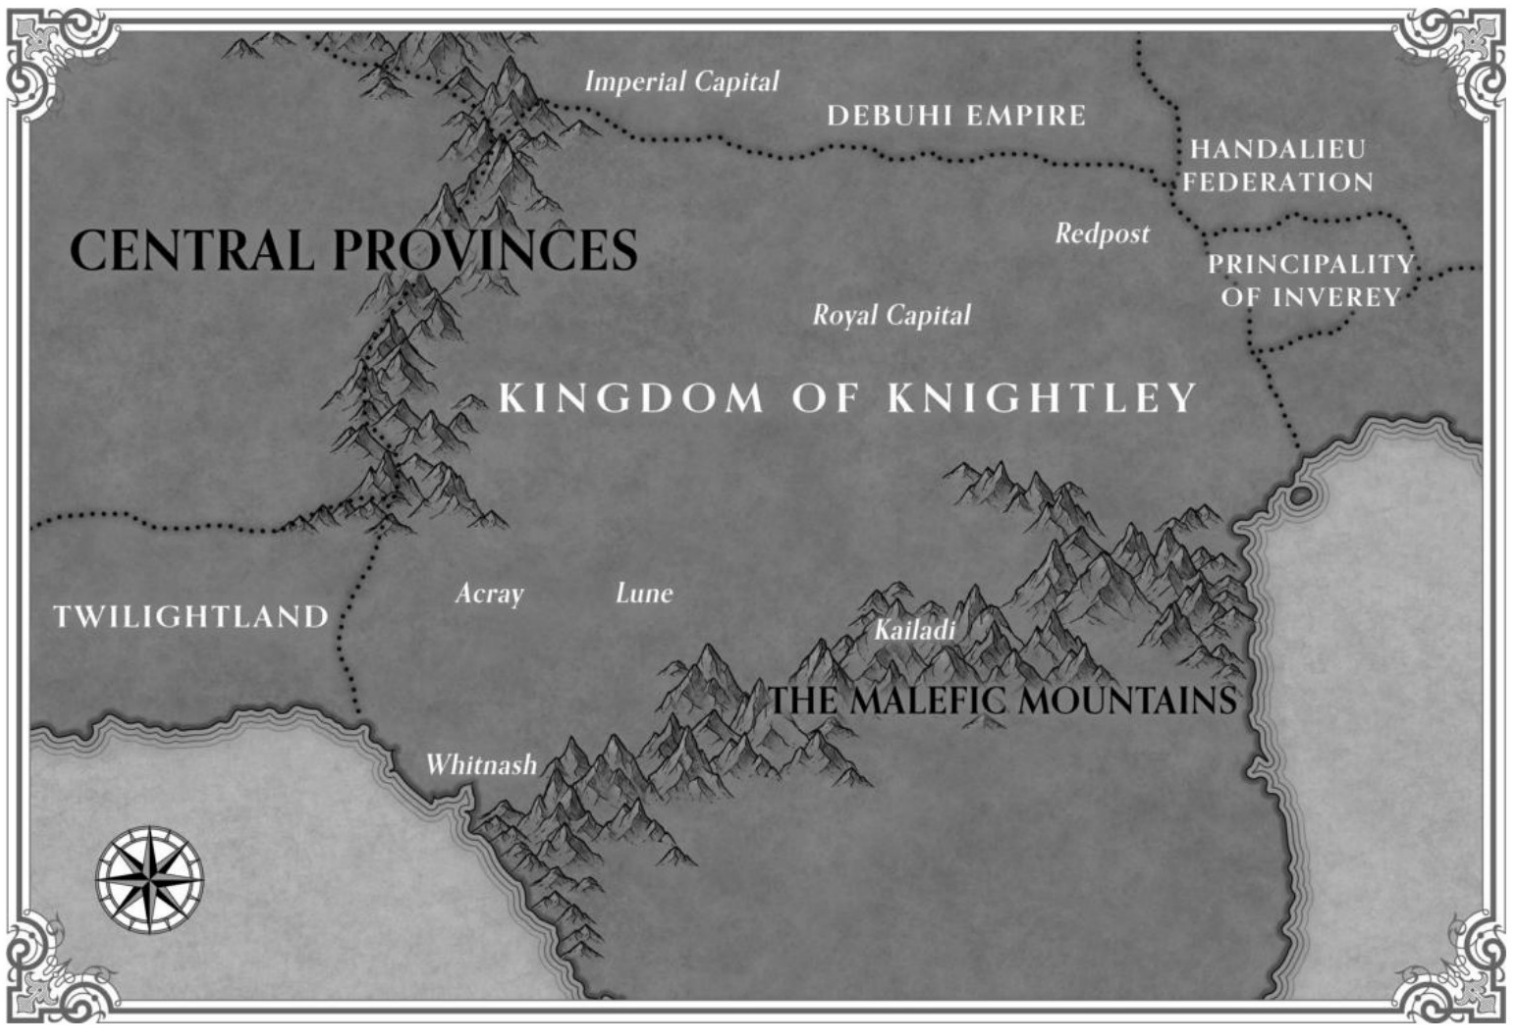 Imperial Capital
DEBUHI EMPIRE
HANDALIEU
FEDERATION
CENTRAL PROVINCES
Redpost
PRINCIPALITY
OF INVEREY
Royal Capital
KINGDOM OF KNIGHTLEY
Acray
Lune
TWILIGHTLAND
Kailadi
THE MALEFIC MOUNTAINS
Whitnash